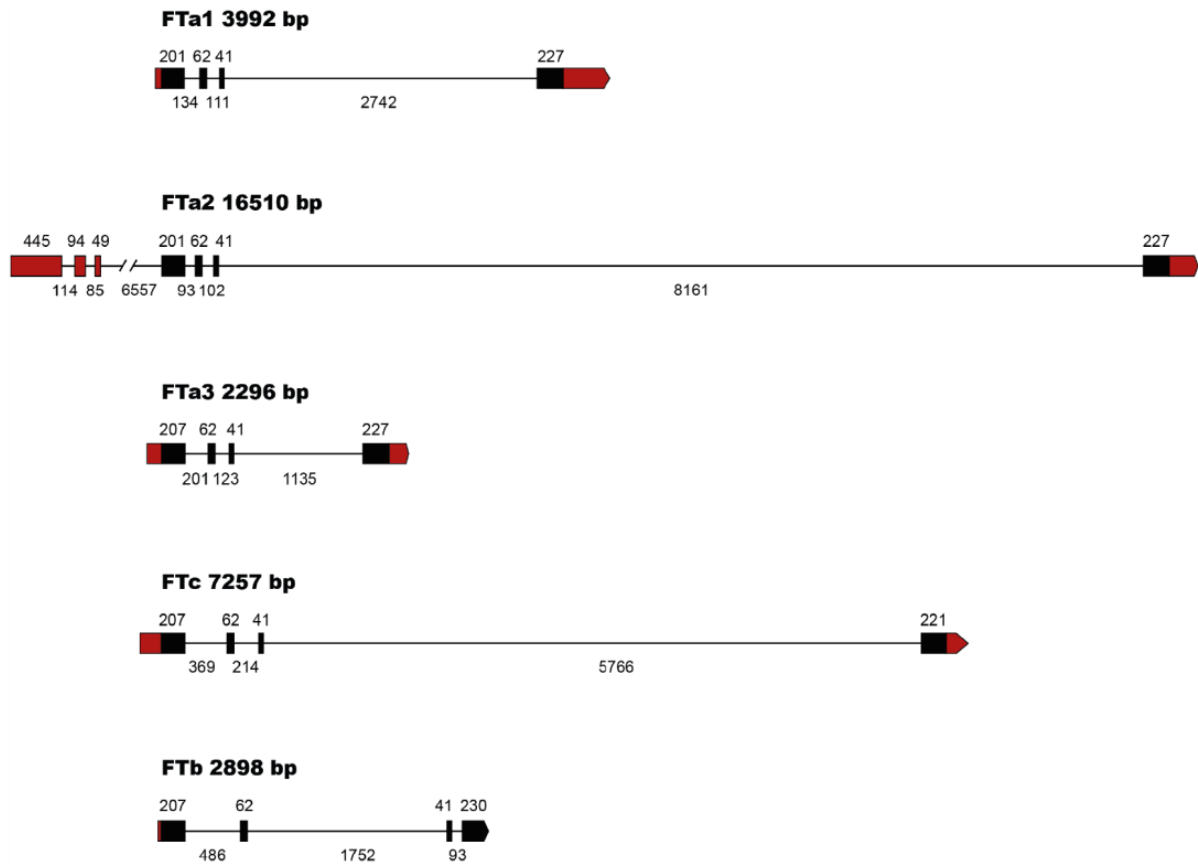 FTa1 3992 bp
201 62 41 227
134 111 2742
FTa2 16510 bp
445 94 49 201 62 41 227
114 85 6557 93 102 8161
FTa3 2296 bp
207 62 41 227
201 123 1135
FTc 7257 bp
207 62 41 221
369 214 5766
FTb 2898 bp
207 62 41 230
486 1752 93